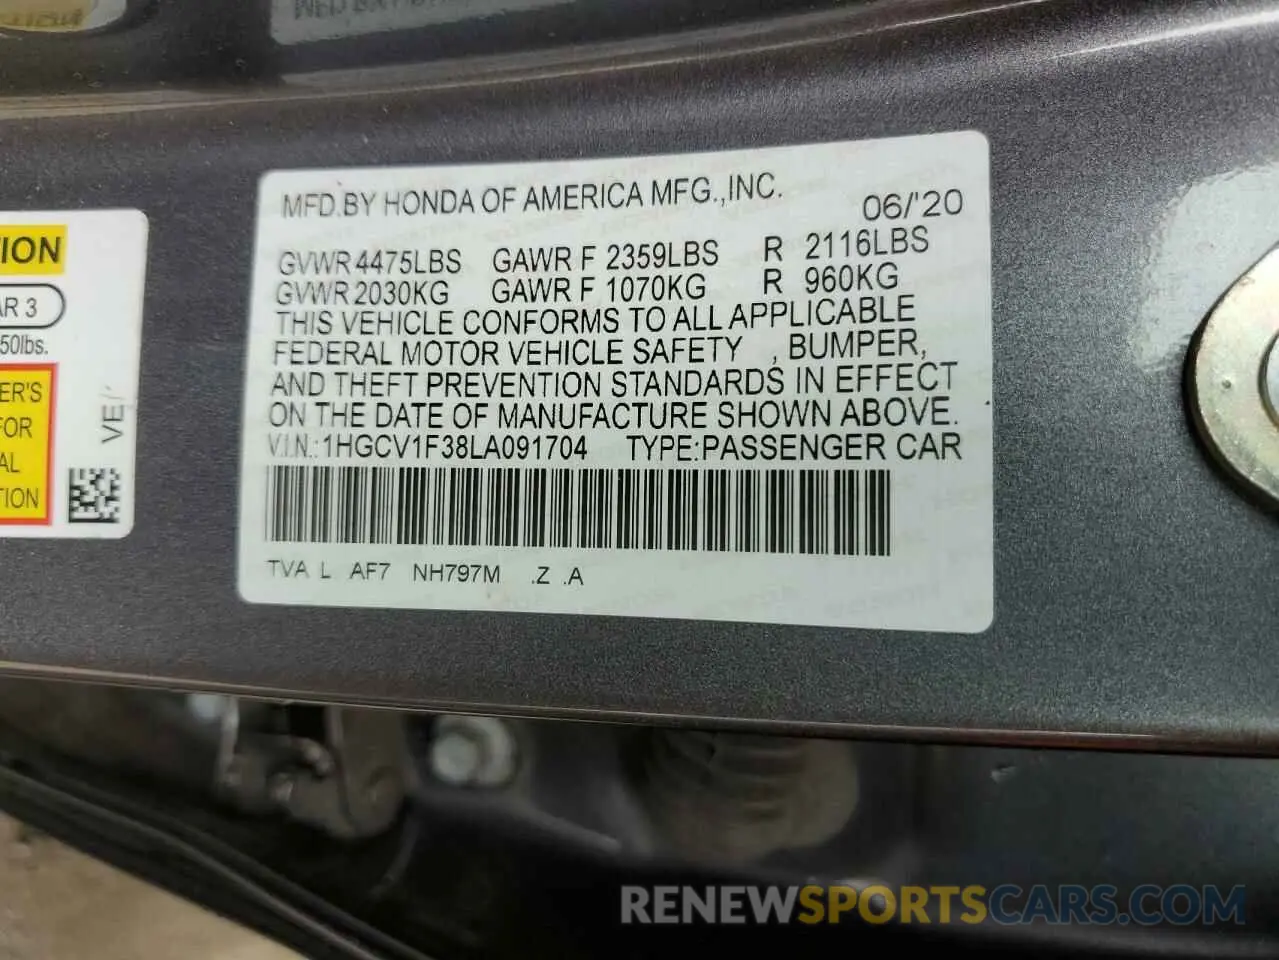 TION
AR 3
50lbs.
ER'S
FOR
AL
TION
VE/
MFD.BY HONDA OF AMERICA MFG.,INC.
06/'20
GVWR 4475LBS GAWR F 2359LBS R 2116LBS
GVWR 2030KG GAWR F 1070KG R 960KG
THIS VEHICLE CONFORMS TO ALL APPLICABLE
FEDERAL MOTOR VEHICLE SAFETY , BUMPER,
AND THEFT PREVENTION STANDARDS IN EFFECT
ON THE DATE OF MANUFACTURE SHOWN ABOVE.
V.I.N.:1HGCV1F38LA091704 TYPE:PASSENGER CAR
TVA L AF7 NH797M .Z .A
RENEWSPORTSCARS.COM